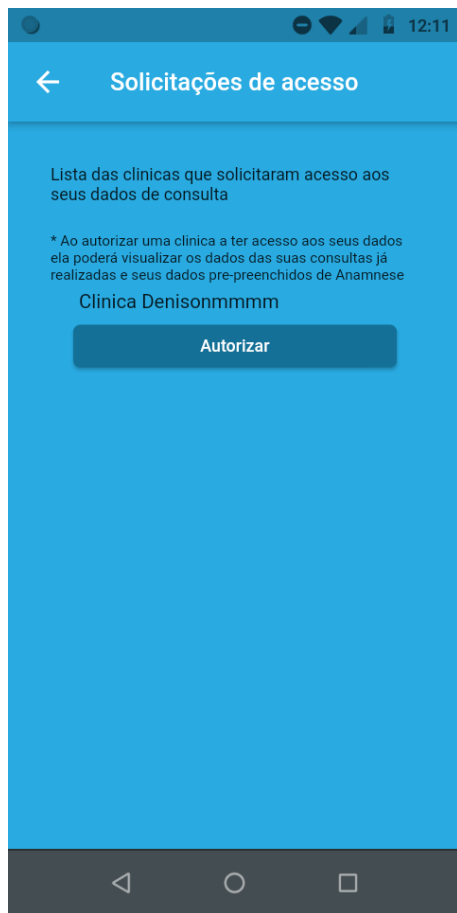 12:11
Solicitações de acesso
Lista das clinicas que solicitaram acesso aos
seus dados de consulta
* Ao autorizar uma clinica a ter acesso aos seus dados
ela poderá visualizar os dados das suas consultas já
realizadas e seus dados pre-preenchidos de Anamnese
Clinica Denisonmmmm
Autorizar